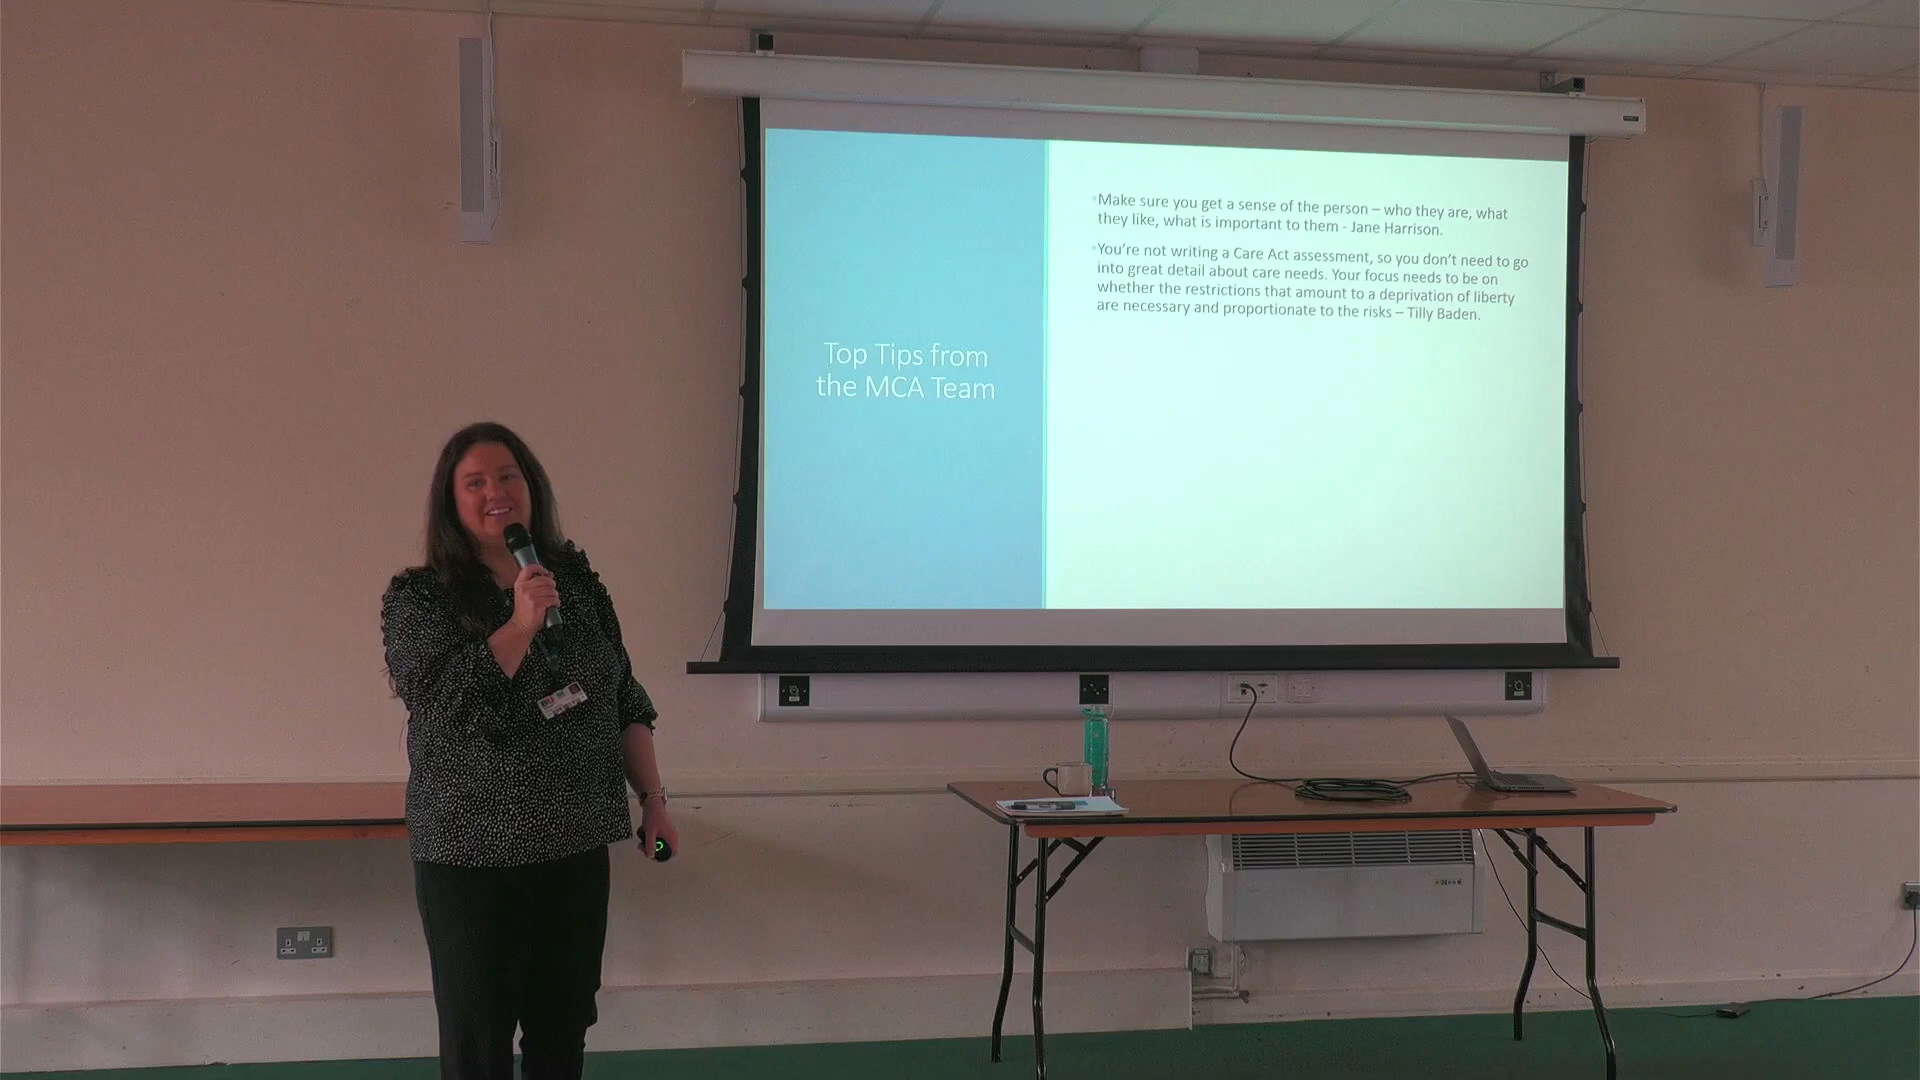 Top Tips from
the MCA Team
Make sure you get a sense of the person – who they are, what
they like, what is important to them - Jane Harrison.
You're not writing a Care Act assessment, so you don't need to go
into great detail about care needs. Your focus needs to be on
whether the restrictions that amount to a deprivation of liberty
are necessary and proportionate to the risks – Tilly Baden.